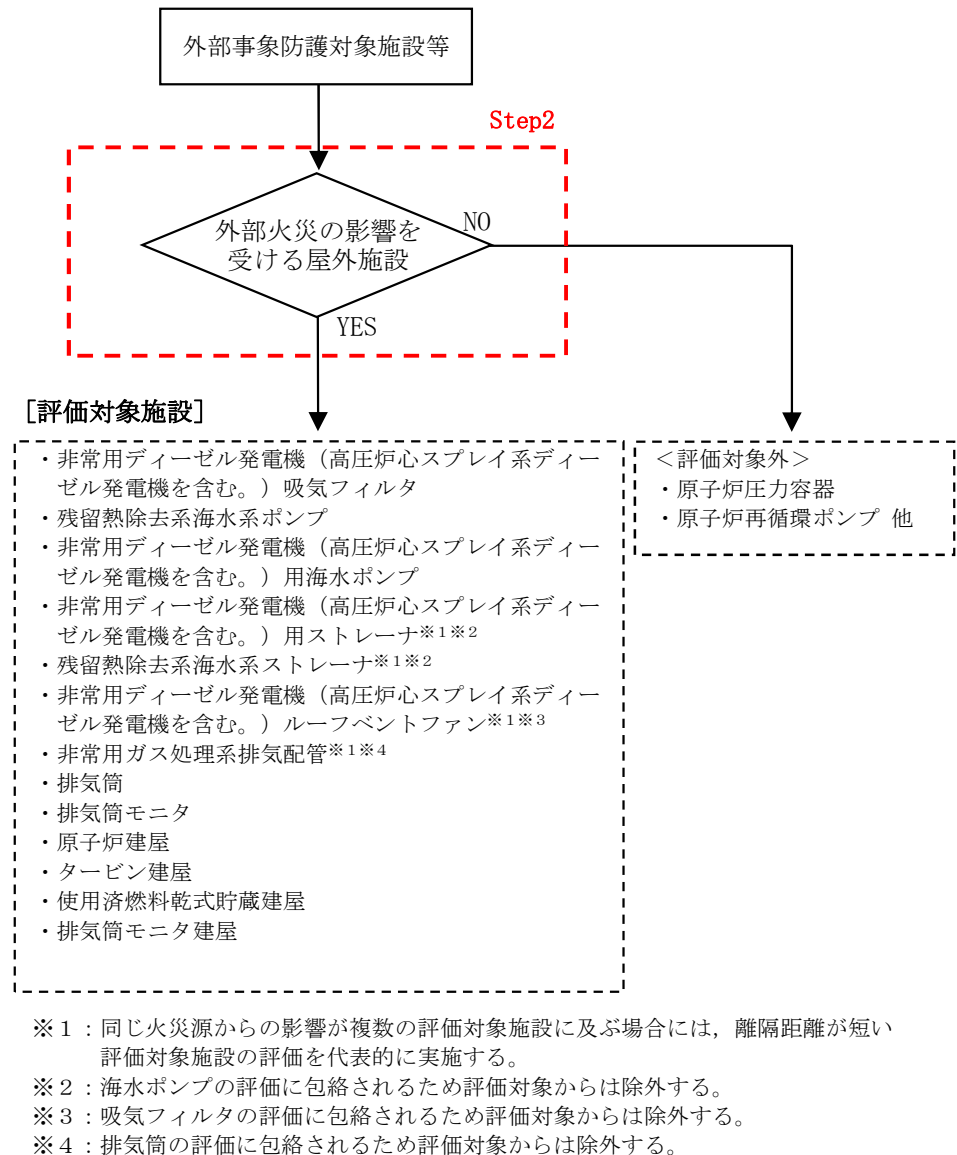 外部事象防護対象施設等
Step2
外部火災の影響を
受ける屋外施設
NO
YES
[評価対象施設]
・非常用ディーゼル発電機（高圧炉心スプレイ系ディー
ゼル発電機を含む。）吸気フィルタ
・残留熱除去系海水系ポンプ
・非常用ディーゼル発電機（高圧炉心スプレイ系ディー
ゼル発電機を含む。）用海水ポンプ
・非常用ディーゼル発電機（高圧炉心スプレイ系ディー
ゼル発電機を含む。）用ストレーナ※1※2
・残留熱除去系海水系ストレーナ※1※2
・非常用ディーゼル発電機（高圧炉心スプレイ系ディー
ゼル発電機を含む。）ルーフベントファン※1※3
・非常用ガス処理系排気配管※1※4
・排気筒
・排気筒モニタ
・原子炉建屋
・タービン建屋
・使用済燃料乾式貯蔵建屋
・排気筒モニタ建屋
＜評価対象外＞
・原子炉圧力容器
・原子炉再循環ポンプ 他
※１：同じ火災源からの影響が複数の評価対象施設に及ぶ場合には，離隔距離が短い
評価対象施設の評価を代表的に実施する。
※２：海水ポンプの評価に包絡されるため評価対象からは除外する。
※３：吸気フィルタの評価に包絡されるため評価対象からは除外する。
※４：排気筒の評価に包絡されるため評価対象からは除外する。